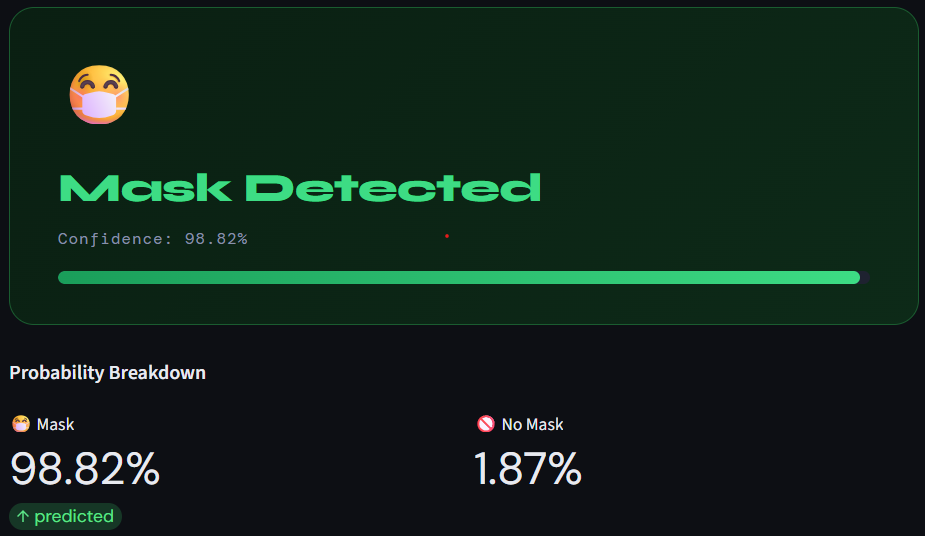 Mask Detected
Confidence: 98.82%
Probability Breakdown
😷 Mask
🚫 No Mask
98.82%
1.87%
↑ predicted